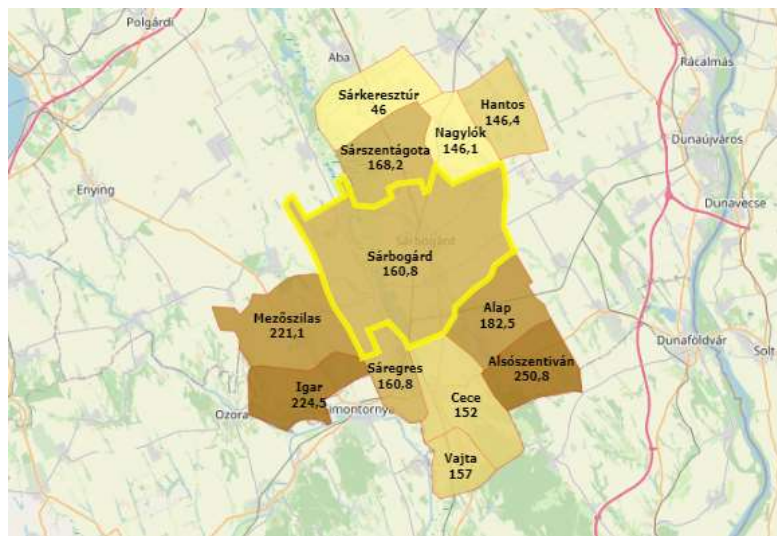 Polgárdi
Aba
Rácalmás
Sárkeresztúr
46
Hantos
146,4
Nagylók
146,1
Dunaújváros
Sárszentágota
168,2
Enying
Dunavecse
Sárbogárd
Sárbogárd
160,8
Mezőszilas
221,1
Alap
182,5
Dunaföldvár
Solt
Sáregres
160,8
Alsószentiván
250,8
Igar
224,5
Cece
152
Ozora
imontornya
Vajta
157